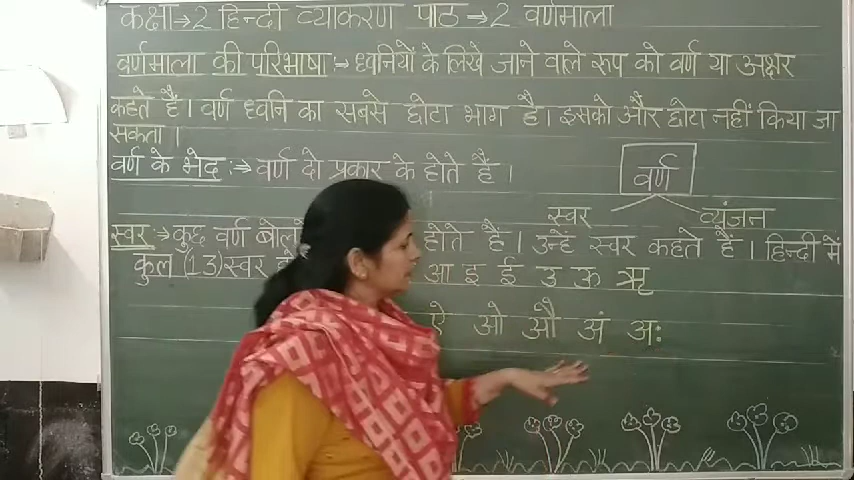 कक्षा→2 हिन्दी व्याकरण पाठ→2 वर्णमाला
वर्णमाला की परिभाषा:→ ध्वनियों के लिखे जाने वाले रूप को वर्ण या अक्षर
कहते हैं। वर्ण ध्वनि का सबसे छोटा भाग है। इसको और छोटा नहीं किया जा
सकता।
वर्ण के भेद:→ वर्ण दो प्रकार के होते हैं।
वर्ण
स्वर व्यंजन
स्वर→कुछ वर्ण होते हैं। उन्हें स्वर कहते हैं। हिन्दी में
कुल (13) स्वर आ इ ई उ ऊ ऋ
ऐ ओ औ अं अः